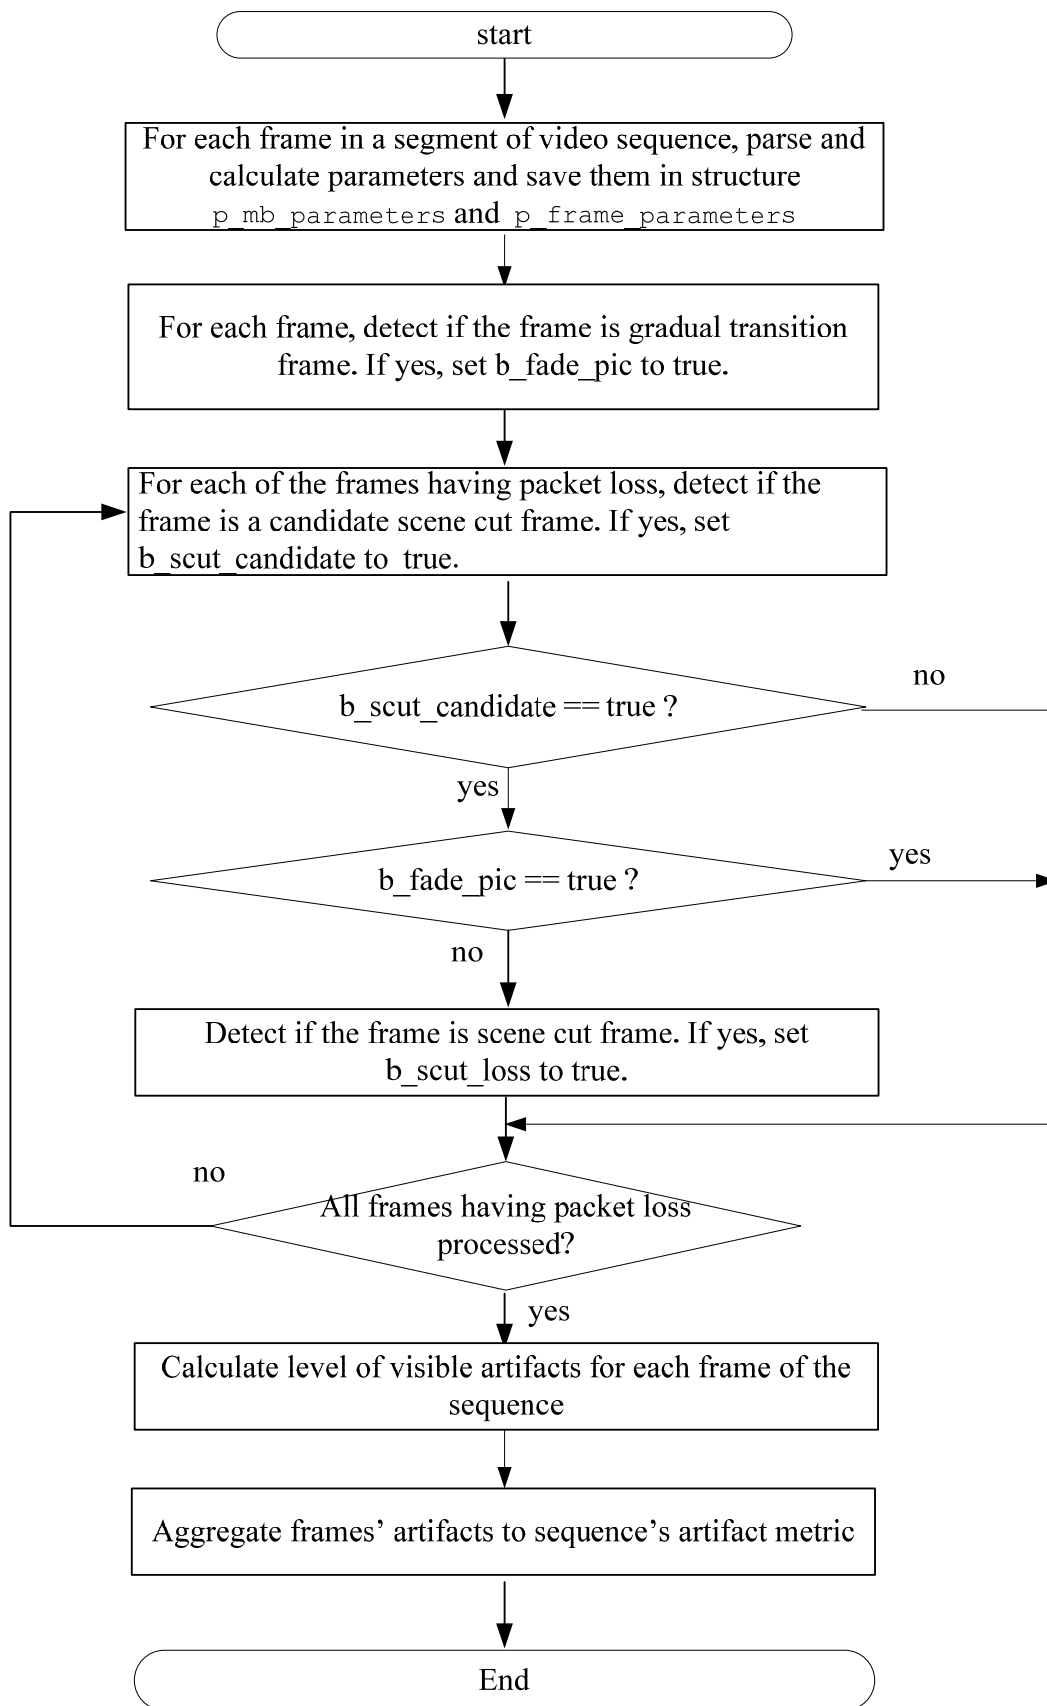 start
For each frame in a segment of video sequence, parse and
calculate parameters and save them in structure
p_mb_parameters and p_frame_parameters
For each frame, detect if the frame is gradual transition
frame. If yes, set b_fade_pic to true.
For each of the frames having packet loss, detect if the
frame is a candidate scene cut frame. If yes, set
b_scut_candidate to true.
no
b_scut_candidate == true ?
yes
yes
b_fade_pic == true ?
no
Detect if the frame is scene cut frame. If yes, set
b_scut_loss to true.
no
All frames having packet loss
processed?
yes
Calculate level of visible artifacts for each frame of the
sequence
Aggregate frames’ artifacts to sequence’s artifact metric
End